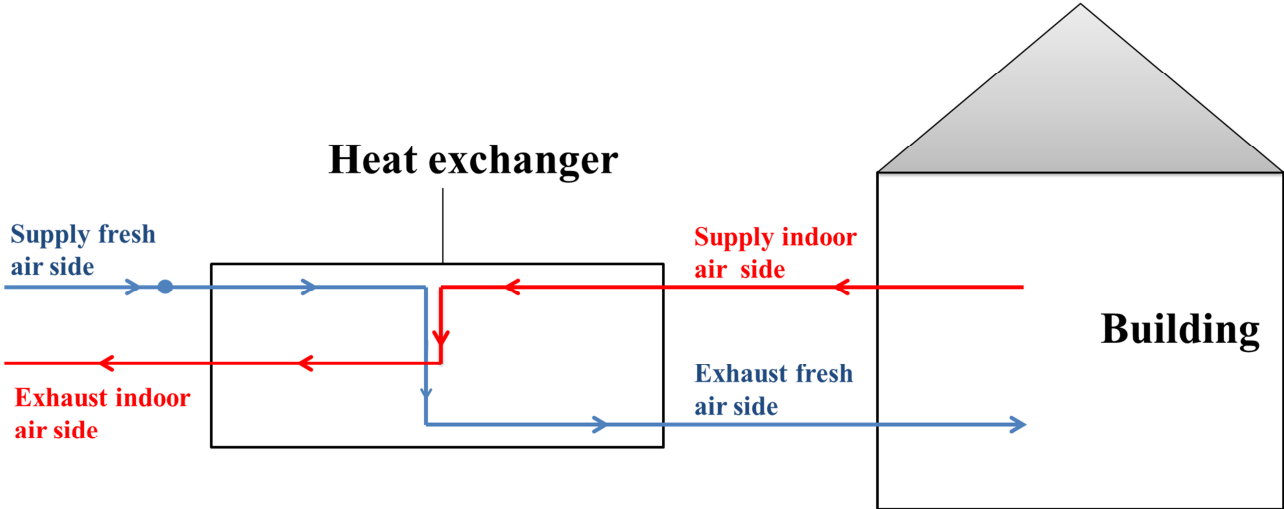 Heat exchanger
Supply fresh
air side
Supply indoor
air side
Building
Exhaust fresh
air side
Exhaust indoor
air side